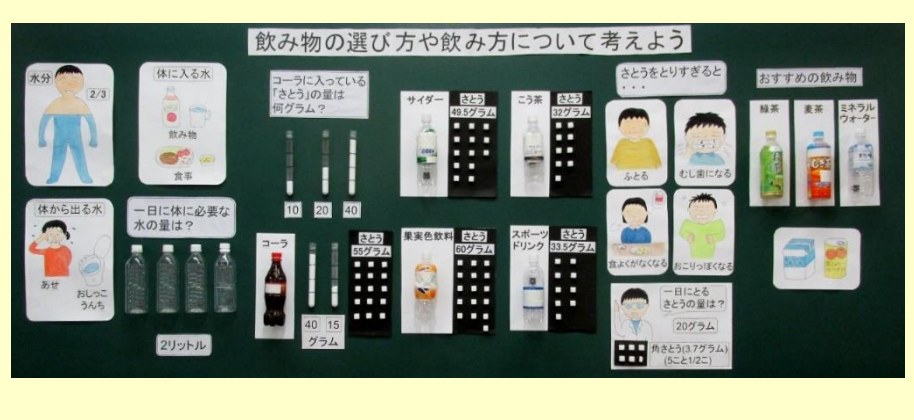 飲み物の選び方や飲み方について考えよう
水分
2/3
体に入る水
飲み物
食事
体から出る水
あせ
おしっこ
うんち
一日に体に必要な
水の量は？
2リットル
コーラに入っている
「さとう」の量は
何グラム？
10
20
40
コーラ
40
15
グラム
さとう
55グラム
サイダー
さとう
49.5グラム
こう茶
さとう
32グラム
果実色飲料
さとう
60グラム
スポーツ
ドリンク
さとう
33.5グラム
さとうをとりすぎると
・・・
ふとる
むし歯になる
食よくがなくなる
おこりっぽくなる
一日にとる
さとうの量は？
20グラム
角さとう(3.7グラム)
(5こと1/2こ)
おすすめの飲み物
緑茶
麦茶
ミネラル
ウォーター